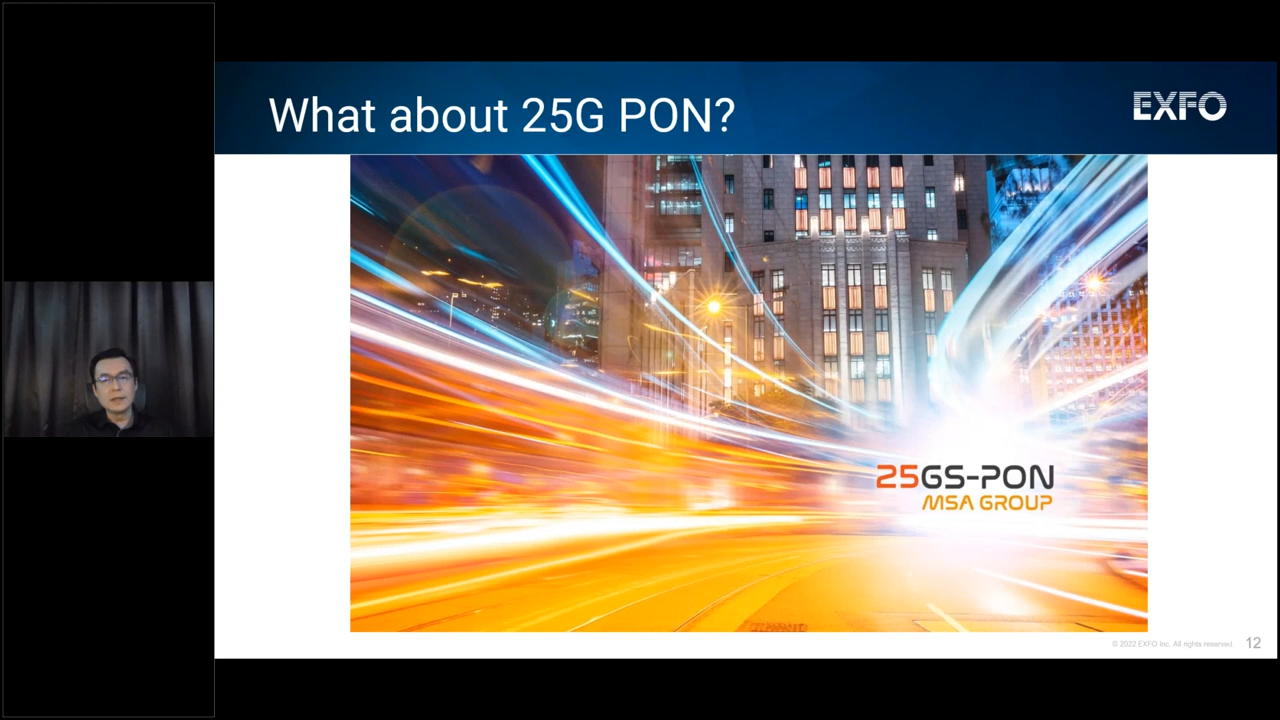 What about 25G PON?
EXFO
25GS-PON
MSA GROUP
© 2022 EXFO Inc. All rights reserved.
12